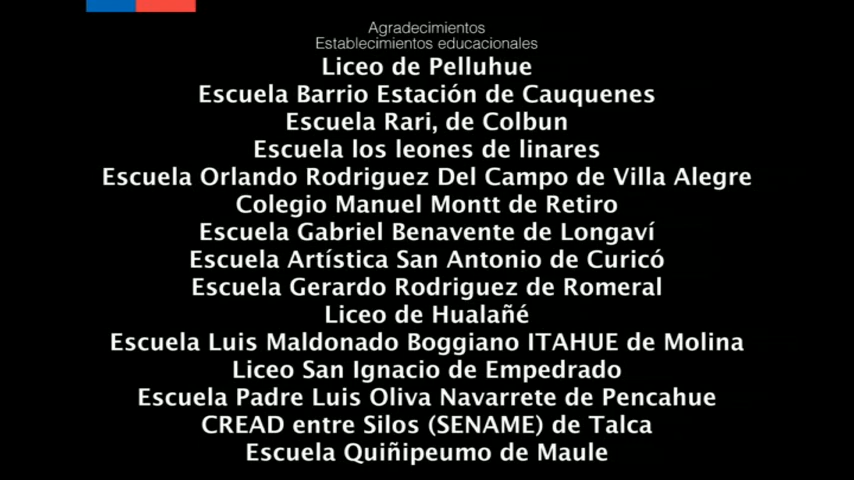 Agradecimientos
Establecimientos educacionales
Liceo de Pelluhue
Escuela Barrio Estación de Cauquenes
Escuela Rari, de Colbun
Escuela los leones de linares
Escuela Orlando Rodriguez Del Campo de Villa Alegre
Colegio Manuel Montt de Retiro
Escuela Gabriel Benavente de Longaví
Escuela Artística San Antonio de Curicó
Escuela Gerardo Rodriguez de Romeral
Liceo de Hualañé
Escuela Luis Maldonado Boggiano ITAHUE de Molina
Liceo San Ignacio de Empedrado
Escuela Padre Luis Oliva Navarrete de Pencahue
CREAD entre Silos (SENAME) de Talca
Escuela Quiñipeumo de Maule